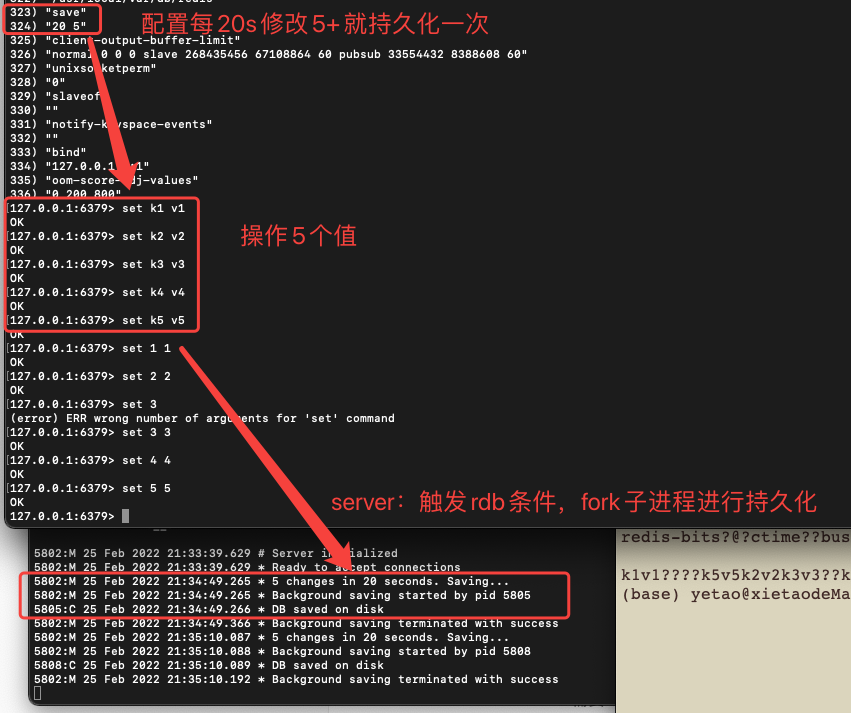 323) "save"
324) "20 5"
配置每20s修改5+就持久化一次
325) "client-output-buffer-limit"
326) "normal 0 0 0 slave 268435456 67108864 60 pubsub 33554432 8388608 60"
327) "unixsocketperm"
328) "0"
329) "slaveof
330) ""
331) "notify-keyspace-events"
332) ""
333) "bind"
334) "127.0.0.1
335) "oom-score-adj-values"
336) "0 200 800"
[127.0.0.1:6379> set k1 v1
OK
[127.0.0.1:6379> set k2 v2
操作5个值
OK
[127.0.0.1:6379> set k3 v3
OK
[127.0.0.1:6379> set k4 v4
OK
[127.0.0.1:6379> set k5 v5
OK
[127.0.0.1:6379> set 1 1
OK
[127.0.0.1:6379> set 2 2
OK
[127.0.0.1:6379> set 3
(error) ERR wrong number of arguments for 'set' command
[127.0.0.1:6379> set 3 3
OK
[127.0.0.1:6379> set 4 4
OK
[127.0.0.1:6379> set 5 5
OK
server：触发rdb条件，fork子进程进行持久化
127.0.0.1:6379>
redis-bits?@?ctime??bus
k1v1????k5v5k2v2k3v3??k
(base) yetao@xietaodeMa
5802:M 25 Feb 2022 21:33:39.629 # Server initialized
5802:M 25 Feb 2022 21:33:39.629 * Ready to accept connections
5802:M 25 Feb 2022 21:34:49.265 * 5 changes in 20 seconds. Saving...
5802:M 25 Feb 2022 21:34:49.265 * Background saving started by pid 5805
5805:C 25 Feb 2022 21:34:49.266 * DB saved on disk
5802:M 25 Feb 2022 21:34:49.366 * Background saving terminated with success
5802:M 25 Feb 2022 21:35:10.087 * 5 changes in 20 seconds. Saving...
5802:M 25 Feb 2022 21:35:10.088 * Background saving started by pid 5808
5808:C 25 Feb 2022 21:35:10.089 * DB saved on disk
5802:M 25 Feb 2022 21:35:10.192 * Background saving terminated with success